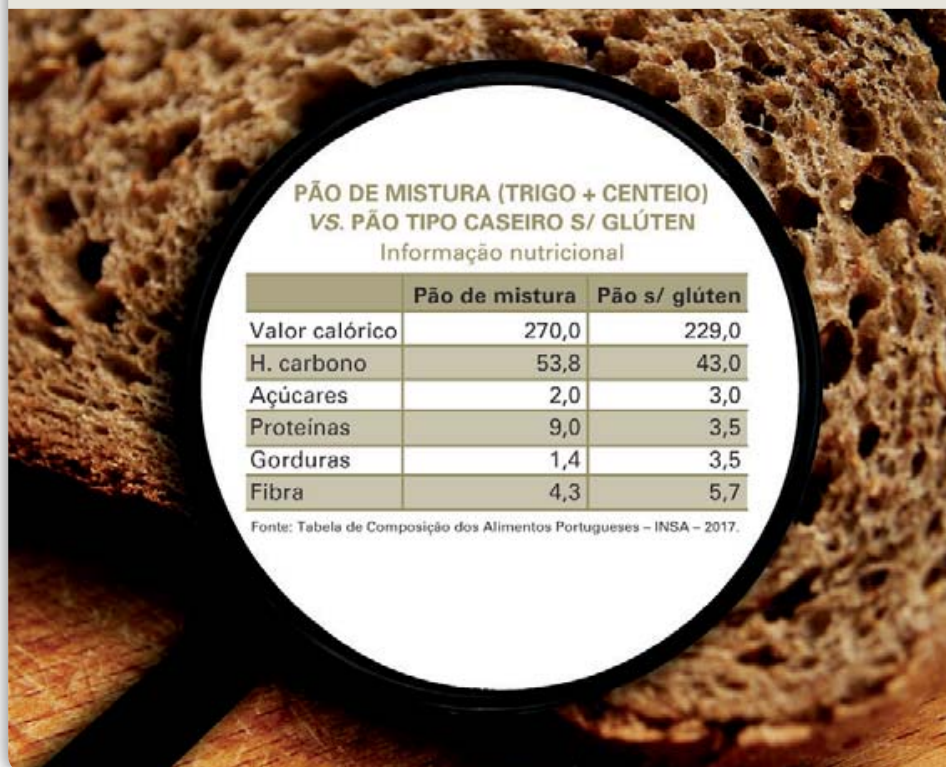 PÃO DE MISTURA (TRIGO + CENTEIO)
VS. PÃO TIPO CASEIRO S/ GLÚTEN
Informação nutricional
Pão de mistura Pão s/ glúten
Valor calórico 270,0 229,0
H. carbono 53,8 43,0
Açúcares 2,0 3,0
Proteínas 9,0 3,5
Gorduras 1,4 3,5
Fibra 4,3 5,7
Fonte: Tabela de Composição dos Alimentos Portugueses – INSA – 2017.